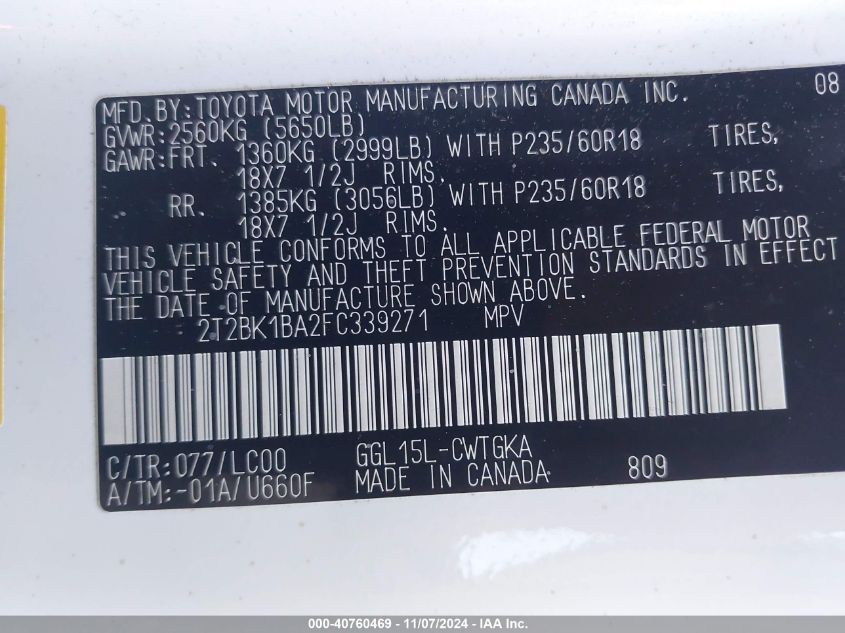 MFD. BY: TOYOTA MOTOR MANUFACTURING CANADA INC. 08
GVWR: 2560KG (5650LB)
GAWR: FRT. 1360KG (2999LB) WITH P235/60R18 TIRES,
18X7 1/2J RIMS,
RR. 1385KG (3056LB) WITH P235/60R18 TIRES,
18X7 1/2J RIMS.
THIS VEHICLE CONFORMS TO ALL APPLICABLE FEDERAL MOTOR
VEHICLE SAFETY AND THEFT PREVENTION STANDARDS IN EFFECT
THE DATE OF MANUFACTURE SHOWN ABOVE.
2T2BK1BA2FC339271 MPV
C/TR: 077/LC00 GGL15L-CWTGKA
A/TM: -01A/U660F MADE IN CANADA 809
000-40760469 - 11/07/2024 - IAA Inc.